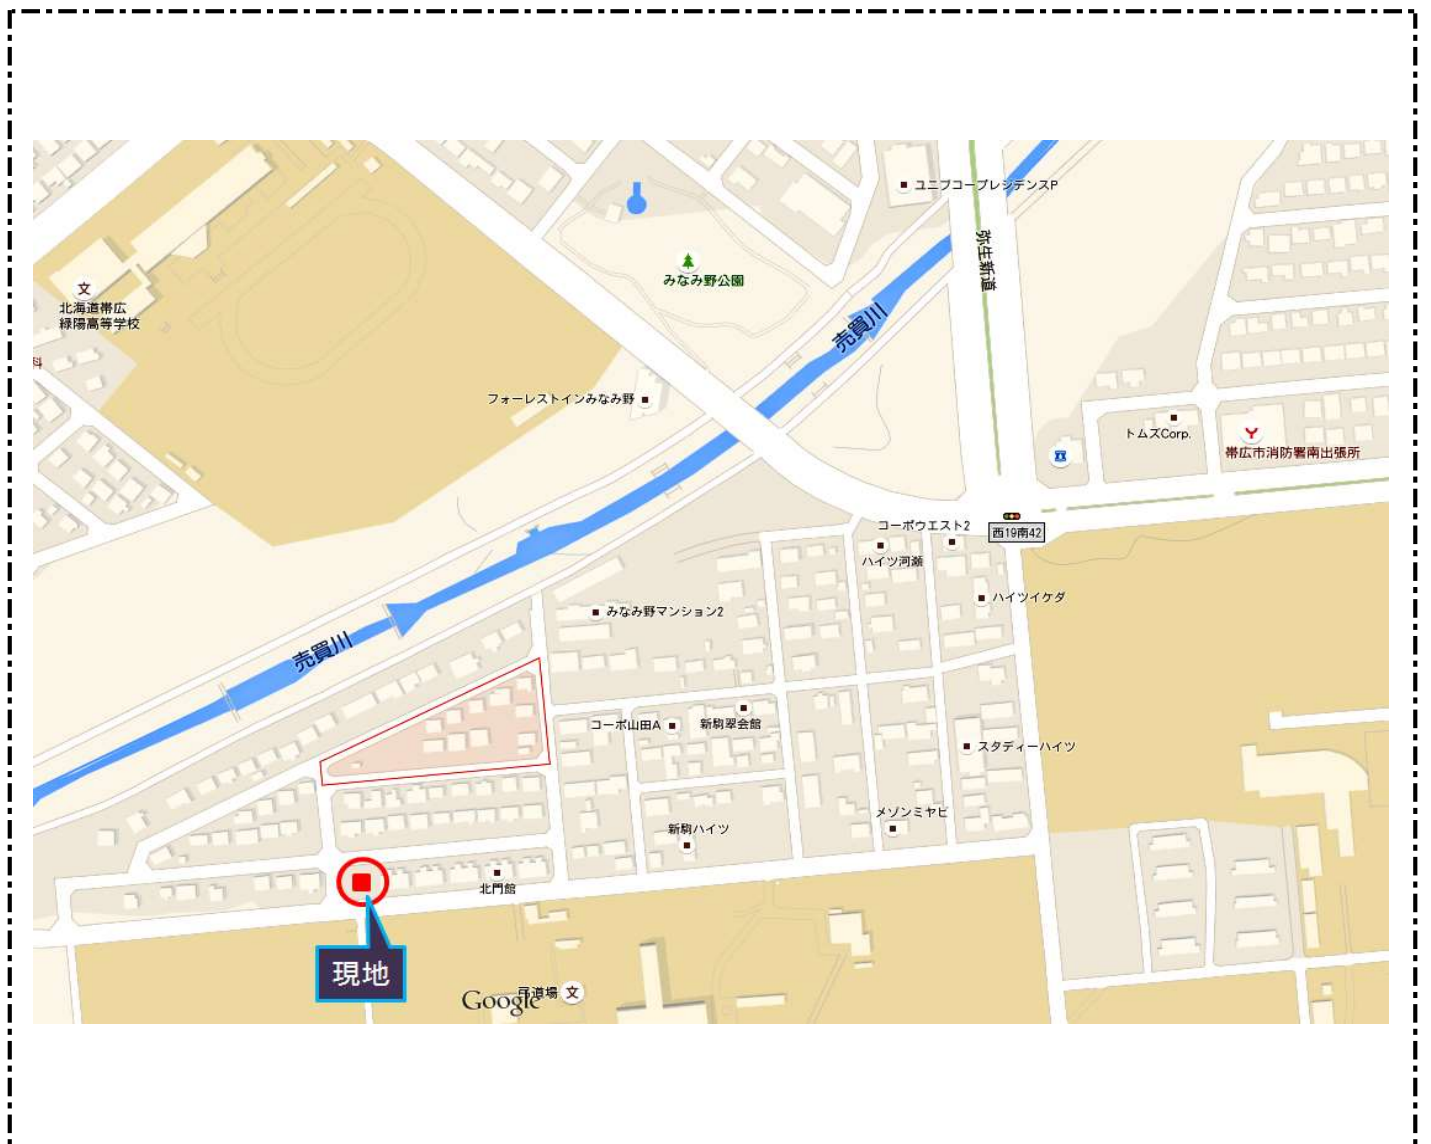 ユニブコープレジデンスP
弥生新道
みなみ野公園
文
北海道帯広
緑陽高等学校
科
売買川
フォーレストインみなみ野
トムズCorp.
帯広市消防署南出張所
コーポウエスト2
西19南42
ハイツ河瀬
ハイツイケダ
みなみ野マンション2
売買川
コーポ山田A
新駒翠会館
スタディーハイツ
メゾンミヤビ
新駒ハイツ
北門館
現地
弓道場
文
Google